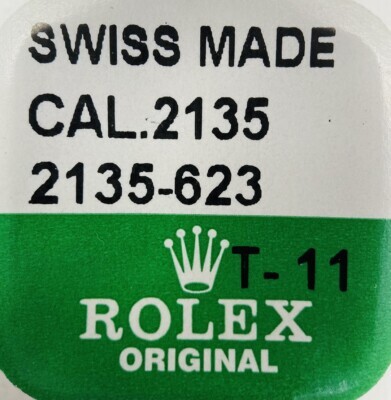 SWISS MADE
CAL.2135
2135-623
T- 11
ROLEX
ORIGINAL